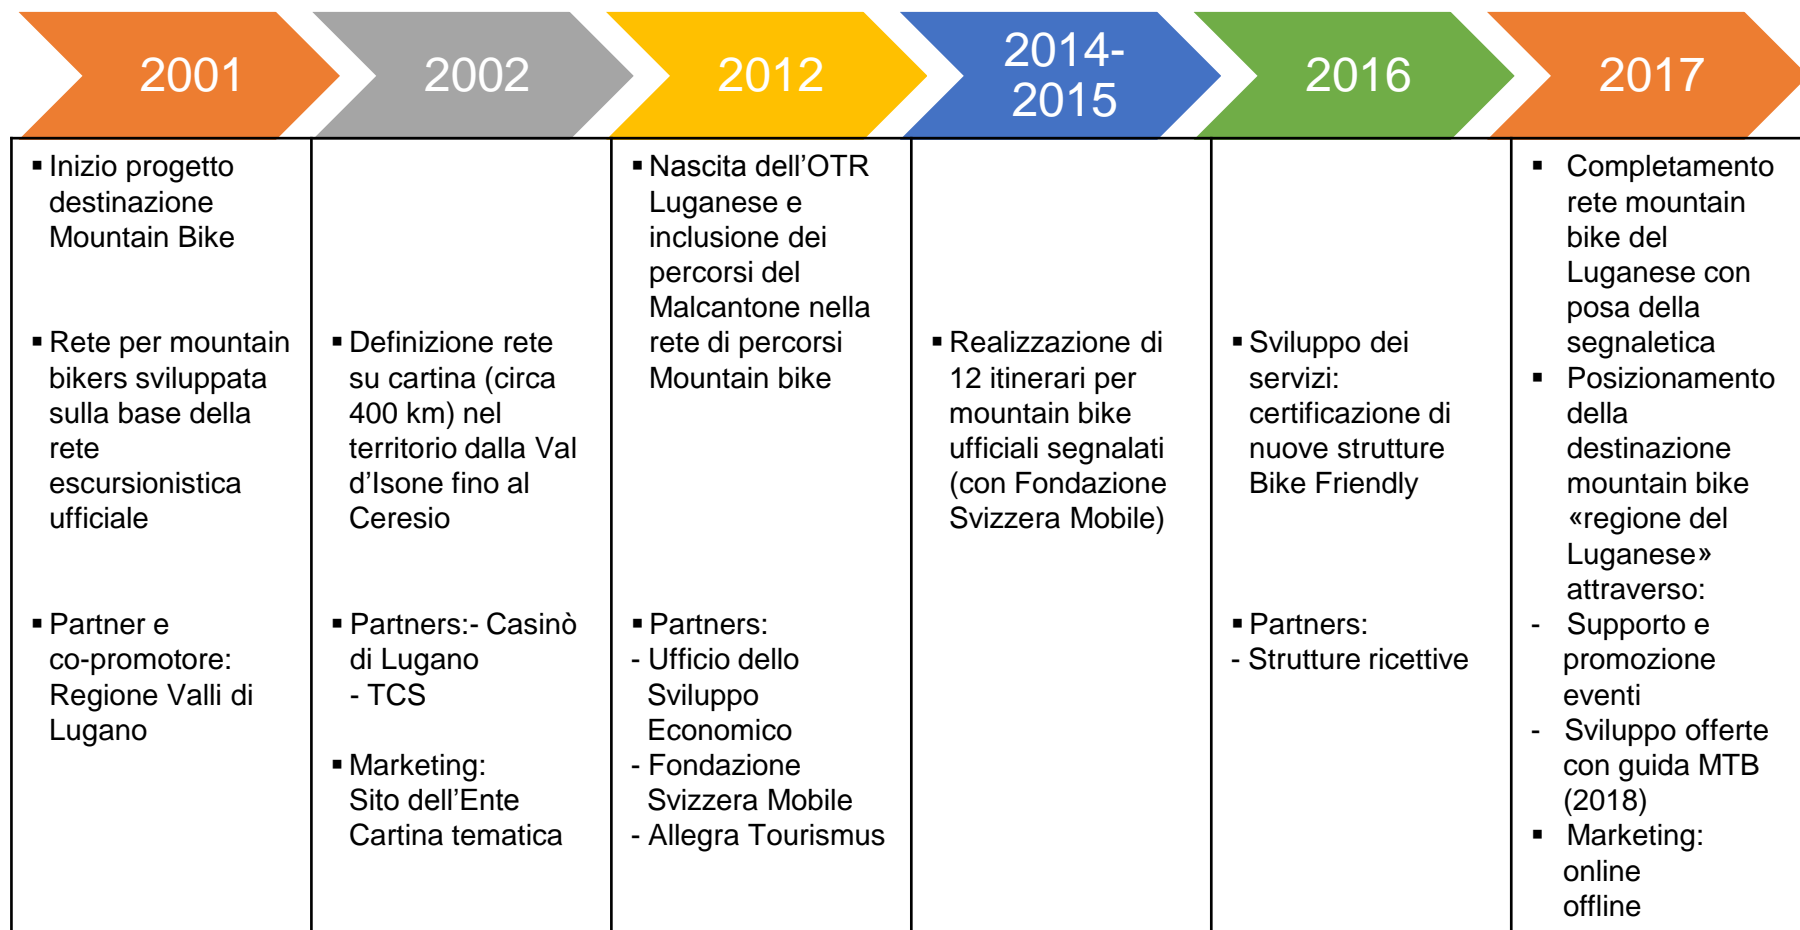 2001
2002
2012
2014-
2015
2016
2017
▪ Inizio progetto
destinazione
Mountain Bike
▪ Rete per mountain
bikers sviluppata
sulla base della
rete
escursionistica
ufficiale
▪ Partner e
co-promotore:
Regione Valli di
Lugano
▪ Definizione rete
su cartina (circa
400 km) nel
territorio dalla Val
d’Isone fino al
Ceresio
▪ Partners:- Casinò
di Lugano
- TCS
▪ Marketing:
Sito dell’Ente
Cartina tematica
▪ Nascita dell’OTR
Luganese e
inclusione dei
percorsi del
Malcantone nella
rete di percorsi
Mountain bike
▪ Partners:
- Ufficio dello
Sviluppo
Economico
- Fondazione
Svizzera Mobile
- Allegra Tourismus
▪ Realizzazione di
12 itinerari per
mountain bike
ufficiali segnalati
(con Fondazione
Svizzera Mobile)
▪ Sviluppo dei
servizi:
certificazione di
nuove strutture
Bike Friendly
▪ Partners:
- Strutture ricettive
▪ Completamento
rete mountain
bike del
Luganese con
posa della
segnaletica
▪ Posizionamento
della
destinazione
mountain bike
«regione del
Luganese»
attraverso:
- Supporto e
promozione
eventi
- Sviluppo offerte
con guida MTB
(2018)
▪ Marketing:
online
offline